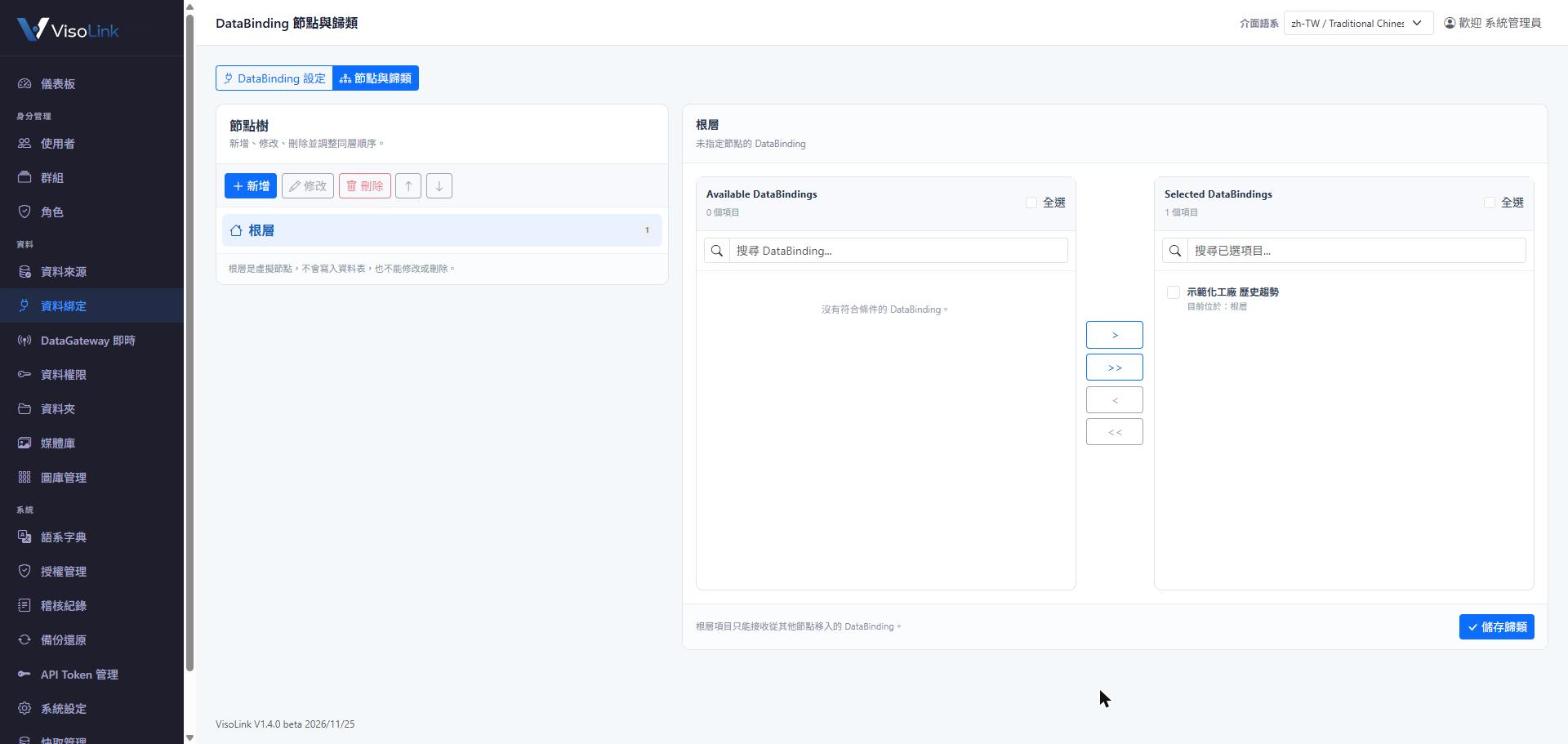 VisoLink
儀表板
身分管理
使用者
群組
角色
資料
資料來源
資料綁定
DataGateway 即時
資料權限
資料夾
媒體庫
圖庫管理
系統
語系字典
授權管理
稽核紀錄
備份還原
API Token 管理
系統設定
快取管理
DataBinding 節點與歸類
介面語系
zh-TW / Traditional Chines
歡迎 系統管理員
DataBinding 設定
節點與歸類
節點樹
新增、修改、刪除並調整同層順序。
+ 新增
修改
刪除
↑
↓
根層
1
根層是虛擬節點，不會寫入資料表，也不能修改或刪除。
根層
未指定節點的 DataBinding
Available DataBindings
0 個項目
全選
搜尋 DataBinding...
沒有符合條件的 DataBinding。
>
>>
<
<<
Selected DataBindings
1 個項目
全選
搜尋已選項目...
示範化工廠 歷史趨勢
目前位於：根層
根層項目只能接收從其他節點移入的 DataBinding。
儲存歸類
VisoLink V1.4.0 beta 2026/11/25